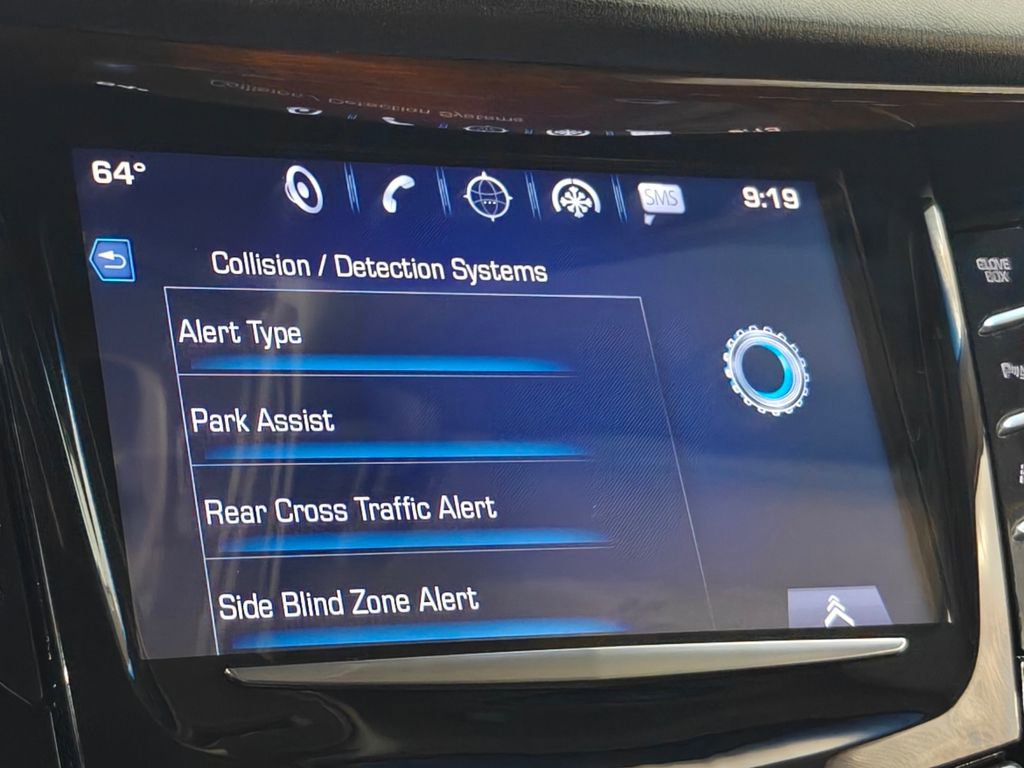 64° SMS 9:19
Collision / Detection Systems
Alert Type
Park Assist
Rear Cross Traffic Alert
Side Blind Zone Alert
GLOVE
BOX